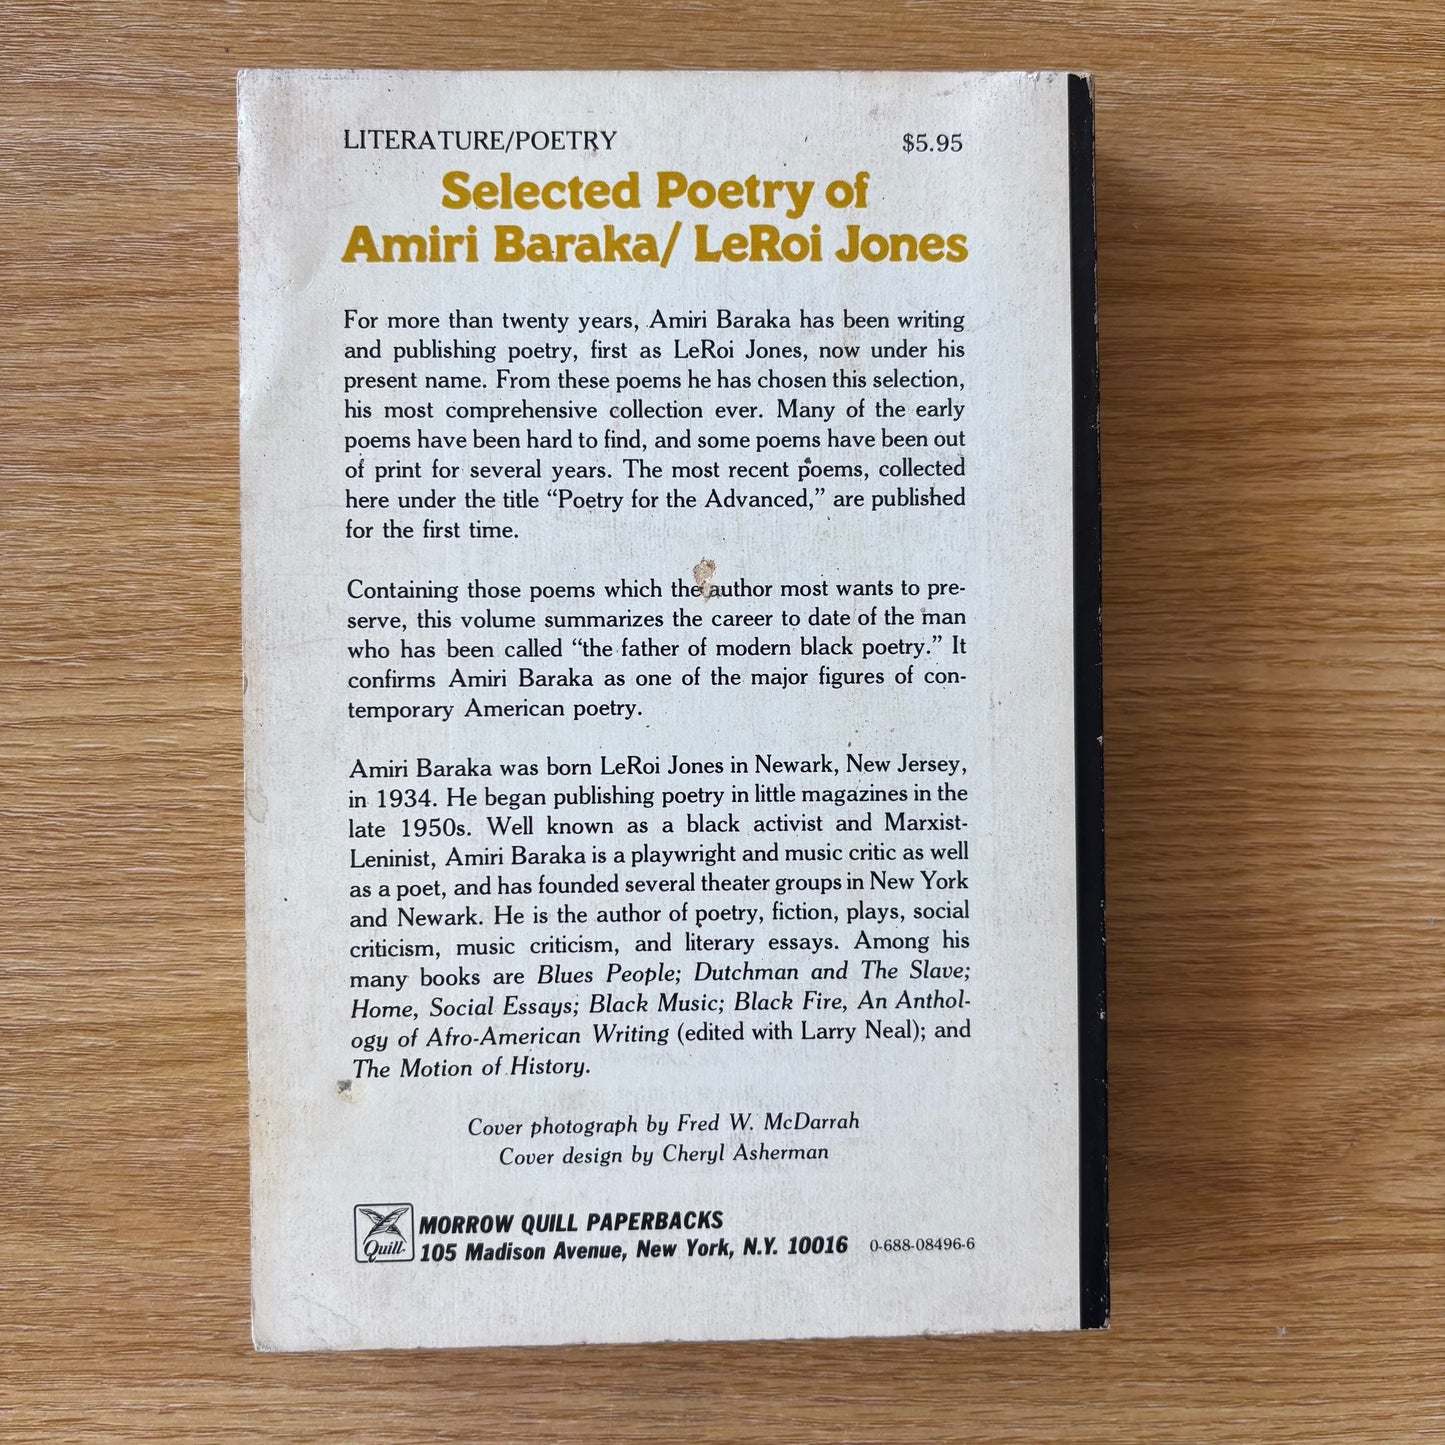 LITERATURE/POETRY $5.95
Selected Poetry of
Amiri Baraka/ LeRoi Jones
For more than twenty years, Amiri Baraka has been writing
and publishing poetry, first as LeRoi Jones, now under his
present name. From these poems he has chosen this selection,
his most comprehensive collection ever. Many of the early
poems have been hard to find, and some poems have been out
of print for several years. The most recent poems, collected
here under the title “Poetry for the Advanced,” are published
for the first time.
Containing those poems which the author most wants to pre-
serve, this volume summarizes the career to date of the man
who has been called “the father of modern black poetry.” It
confirms Amiri Baraka as one of the major figures of con-
temporary American poetry.
Amiri Baraka was born LeRoi Jones in Newark, New Jersey,
in 1934. He began publishing poetry in little magazines in the
late 1950s. Well known as a black activist and Marxist-
Leninist, Amiri Baraka is a playwright and music critic as well
as a poet, and has founded several theater groups in New York
and Newark. He is the author of poetry, fiction, plays, social
criticism, music criticism, and literary essays. Among his
many books are Blues People; Dutchman and The Slave;
Home, Social Essays; Black Music; Black Fire, An Anthol-
ogy of Afro-American Writing (edited with Larry Neal); and
The Motion of History.
Cover photograph by Fred W. McDarrah
Cover design by Cheryl Asherman
Quill
MORROW QUILL PAPERBACKS
105 Madison Avenue, New York, N.Y. 10016 0-688-08496-6